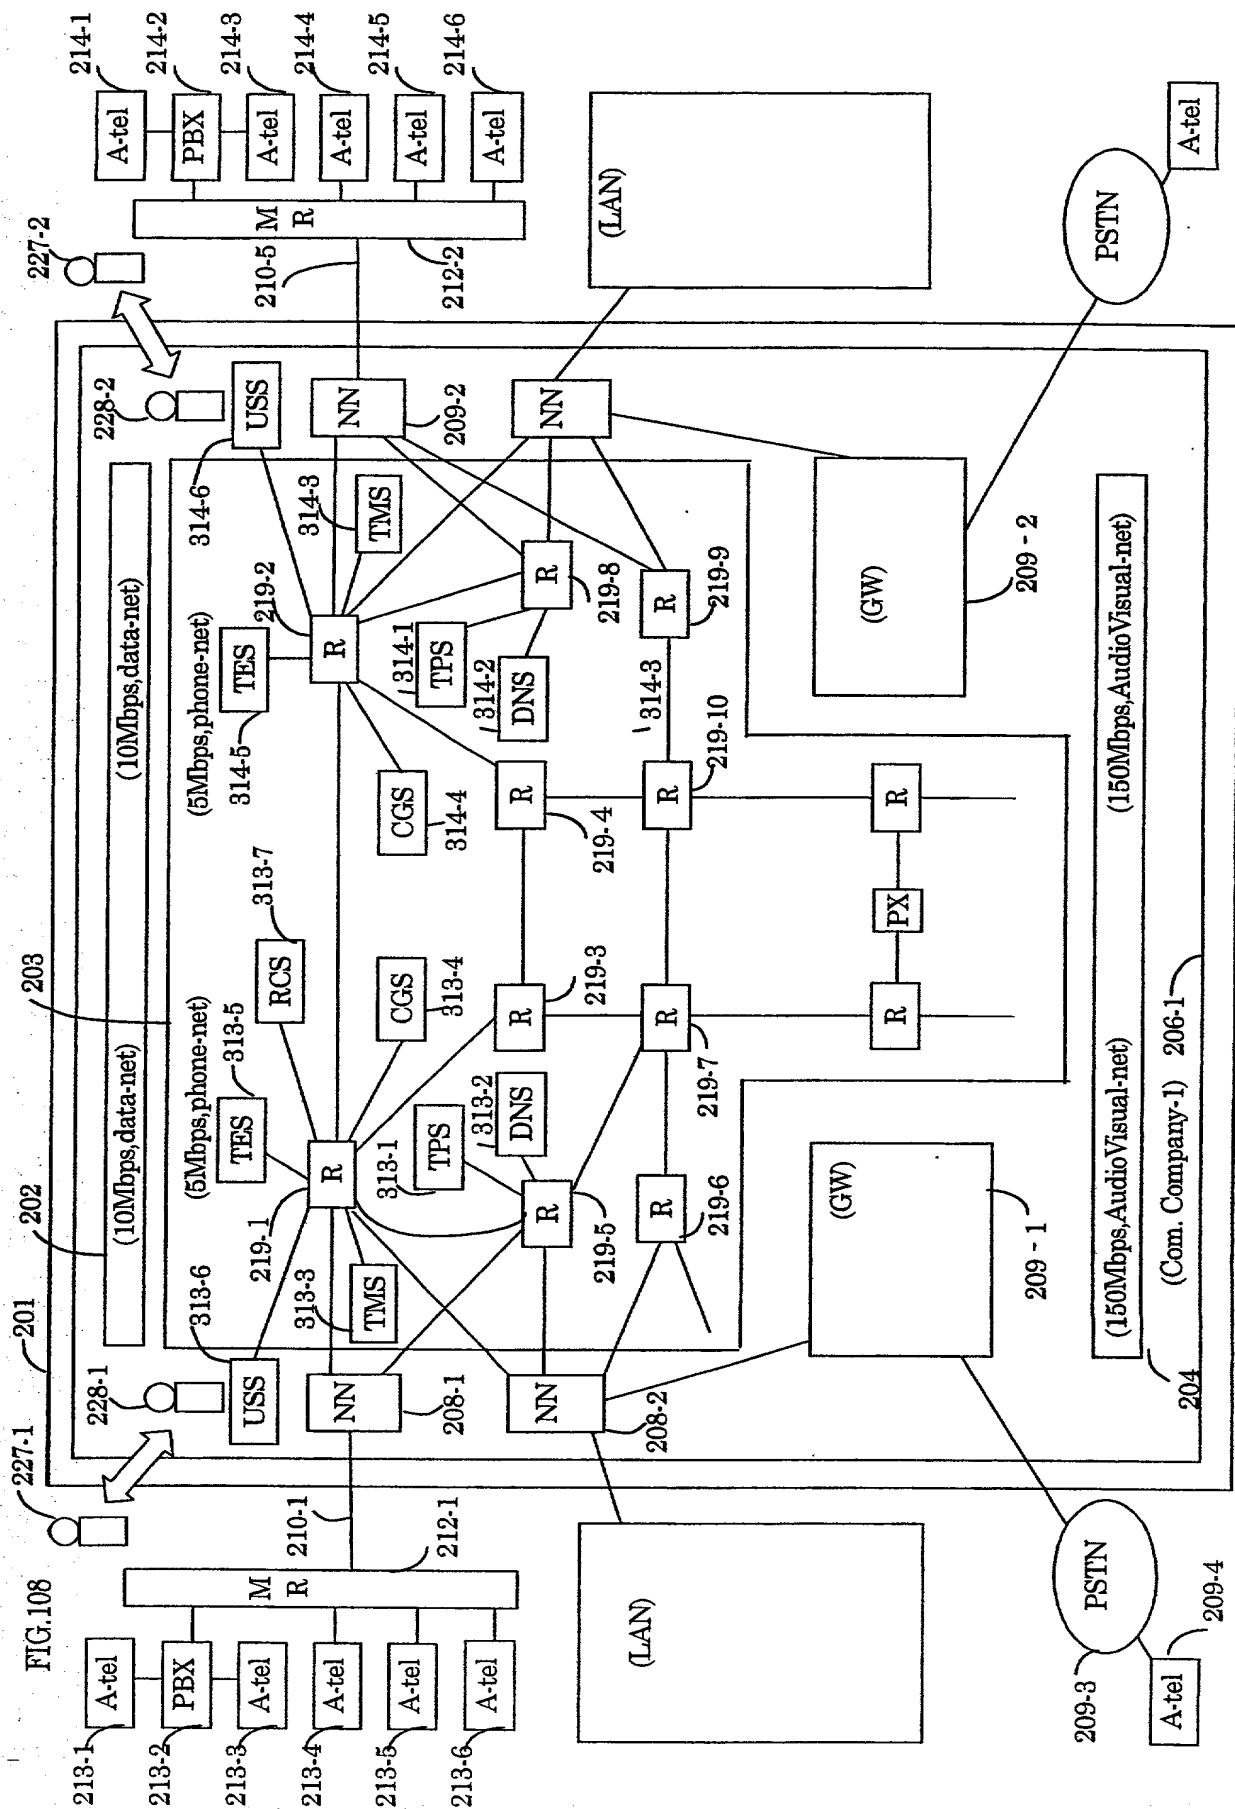 FIG.108
213-1
A-tel
213-2
PBX
213-3
A-tel
213-4
A-tel
213-5
A-tel
213-6
A-tel
M R
212-1
210-1
227-1
228-1
201
202
203
(10Mbps,data-net)
(10Mbps,data-net)
(5Mbps,phone-net)
(5Mbps,phone-net)
USS
313-6
NN
208-1
NN
208-2
TMS
313-3
R
219-1
TES
313-5
RCS
313-7
CGS
313-4
TPS
313-1
DNS
313-2
R
219-5
R
219-6
R
219-3
R
219-7
R
PX
R
R
219-4
R
219-10
CGS
314-4
TES
314-5
R
219-2
TPS
314-1
DNS
314-2
314-3
R
219-8
R
219-9
TMS
314-3
USS
314-6
NN
209-2
NN
228-2
227-2
210-5
212-2
M R
A-tel
214-1
PBX
214-2
A-tel
214-3
A-tel
214-4
A-tel
214-5
A-tel
214-6
(LAN)
(LAN)
(GW)
209 - 1
(GW)
209 - 2
(150Mbps,AudioVisual-net)
(150Mbps,AudioVisual-net)
204
(Com. Company-1)
206-1
PSTN
209-3
A-tel
209-4
PSTN
A-tel